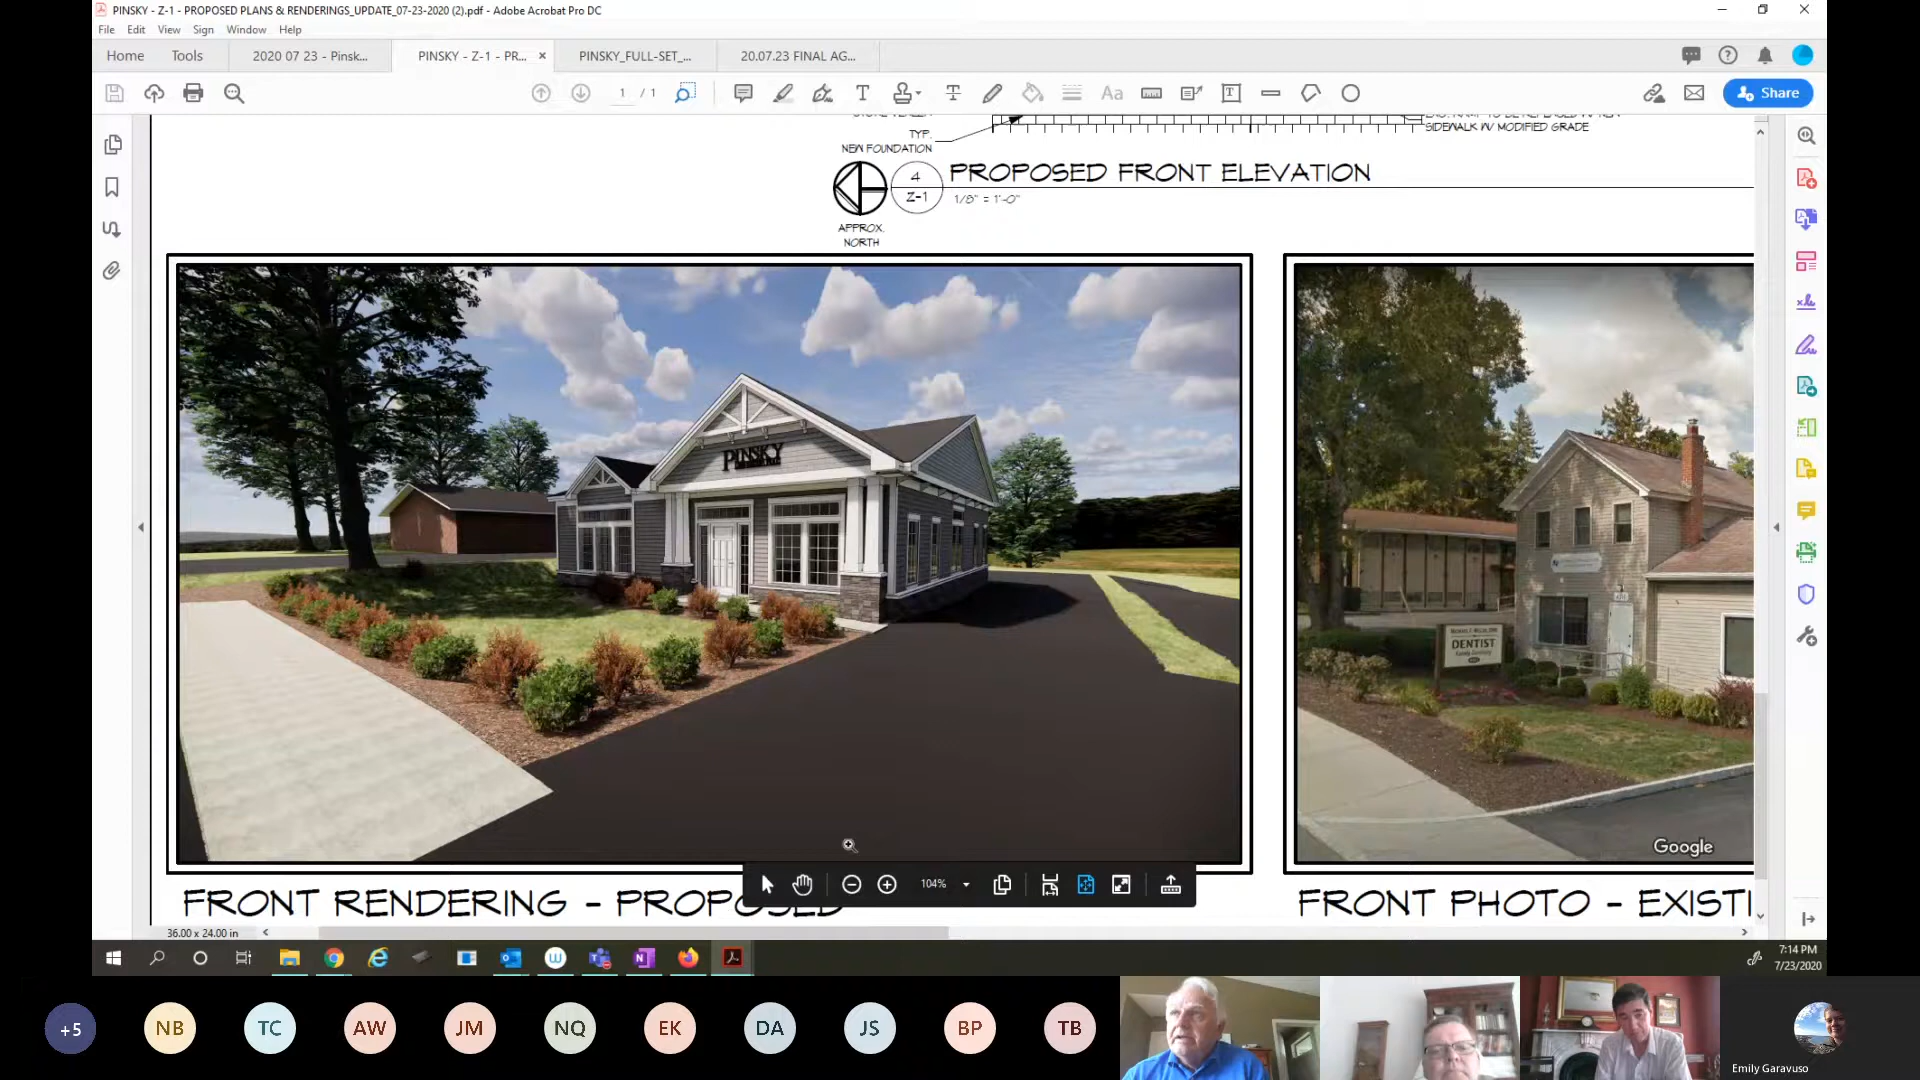 PINSKY - Z-1 - PROPOSED PLANS & RENDERINGS_UPDATE_07-23-2020 (2).pdf - Adobe Acrobat Pro DC
File Edit View Sign Window Help
Home Tools 2020 07 23 - Pinsk... PINSKY - Z-1 - PR... × PINSKY_FULL-SET_... 20.07.23 FINAL AG...
1 / 1 Aa Share
TYP.
NEW FOUNDATION
SIDEWALK W/ MODIFIED GRADE
4
Z-1
PROPOSED FRONT ELEVATION
1/8" = 1'-0"
APPROX.
NORTH
PINSKY
DENTIST
Google
104%
FRONT RENDERING - PROPOSED
FRONT PHOTO - EXISTI
36.00 x 24.00 in
7:14 PM
7/23/2020
+5 NB TC AW JM NQ EK DA JS BP TB
Emily Garavuso